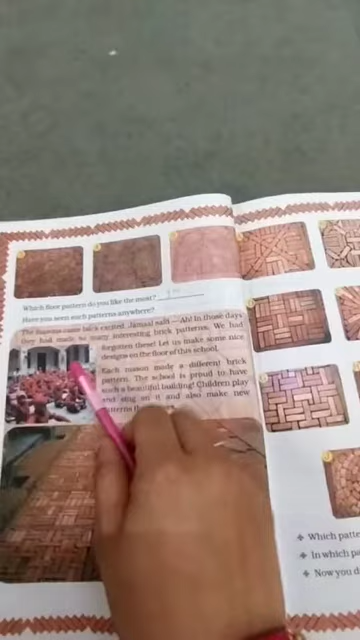 Which floor pattern do you like the most?
Have you seen such patterns anywhere?
The masons came back excited. Jamaal said — Ah! In those days
they had made so many interesting brick patterns. We had
forgotten these! Let us make some nice
designs on the floor of this school.
Each mason made a different brick
pattern. The school is proud to have
such a beautiful building! Children play
and sing on it and also make new
❖ Which
❖ In which
❖ Now you